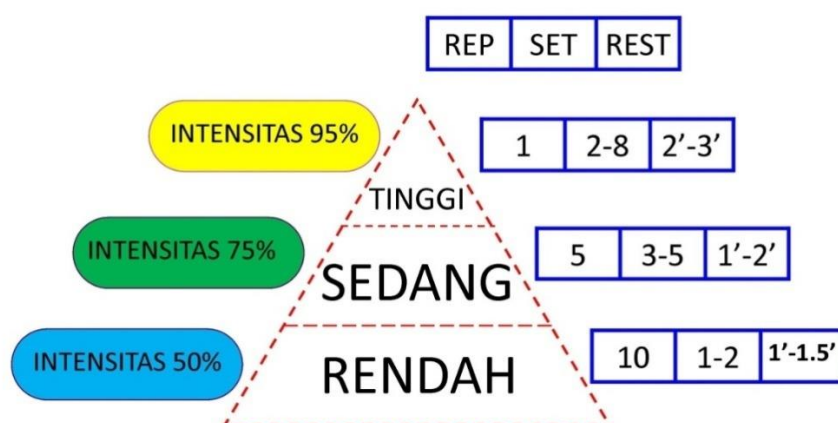 REP SET REST
INTENSITAS 95%
1 2-8 2’-3’
TINGGI
INTENSITAS 75%
5 3-5 1’-2’
SEDANG
INTENSITAS 50%
10 1-2 1’-1.5’
RENDAH